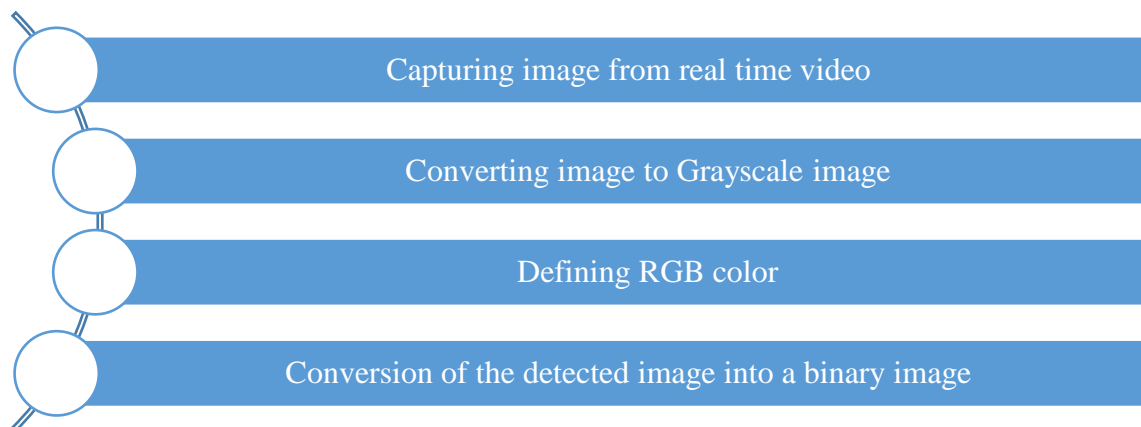 Capturing image from real time video
Converting image to Grayscale image
Defining RGB color
Conversion of the detected image into a binary image